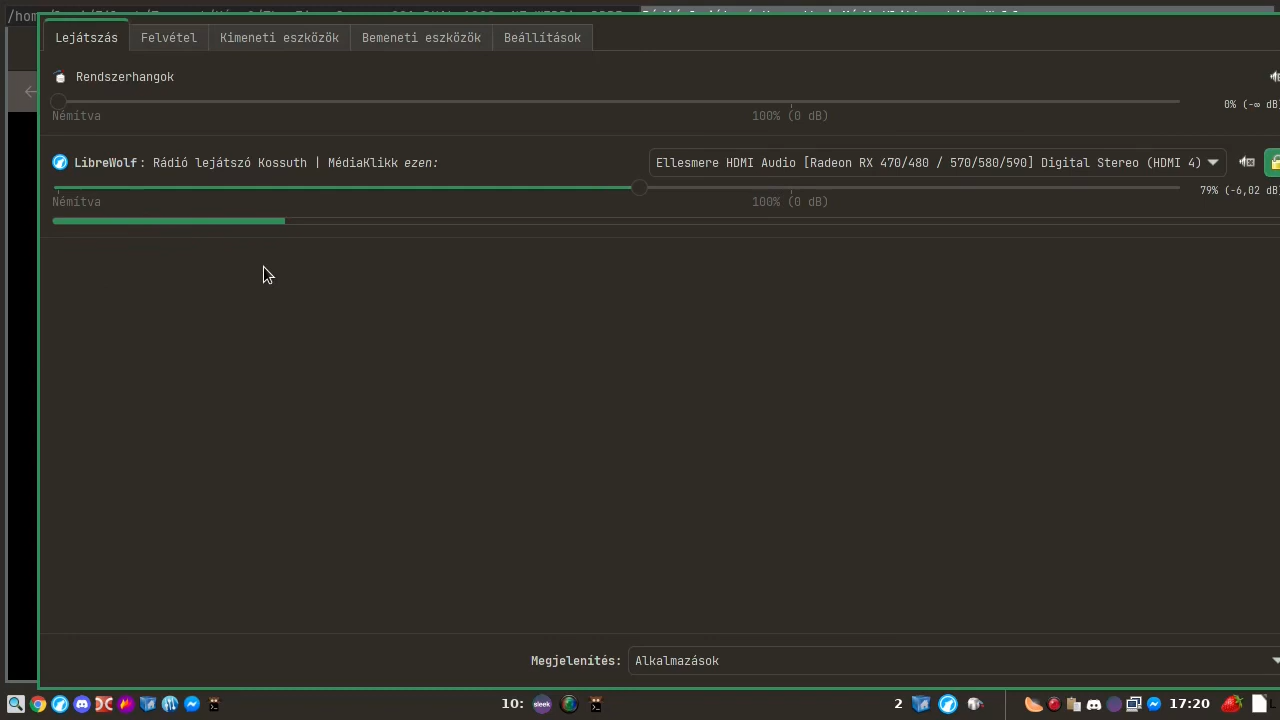 /hom
Lejátszás Felvétel Kimeneti eszközök Bemeneti eszközök Beállítások
Rendszerhangok
0% (-∞ dB)
Némítva 100% (0 dB)
LibreWolf: Rádió lejátszó Kossuth | MédiaKlikk ezen: Ellesmere HDMI Audio [Radeon RX 470/480 / 570/580/590] Digital Stereo (HDMI 4)
79% (-6,02 dB)
Némítva 100% (0 dB)
Megjelenítés: Alkalmazások
10: sleek 2 17:20